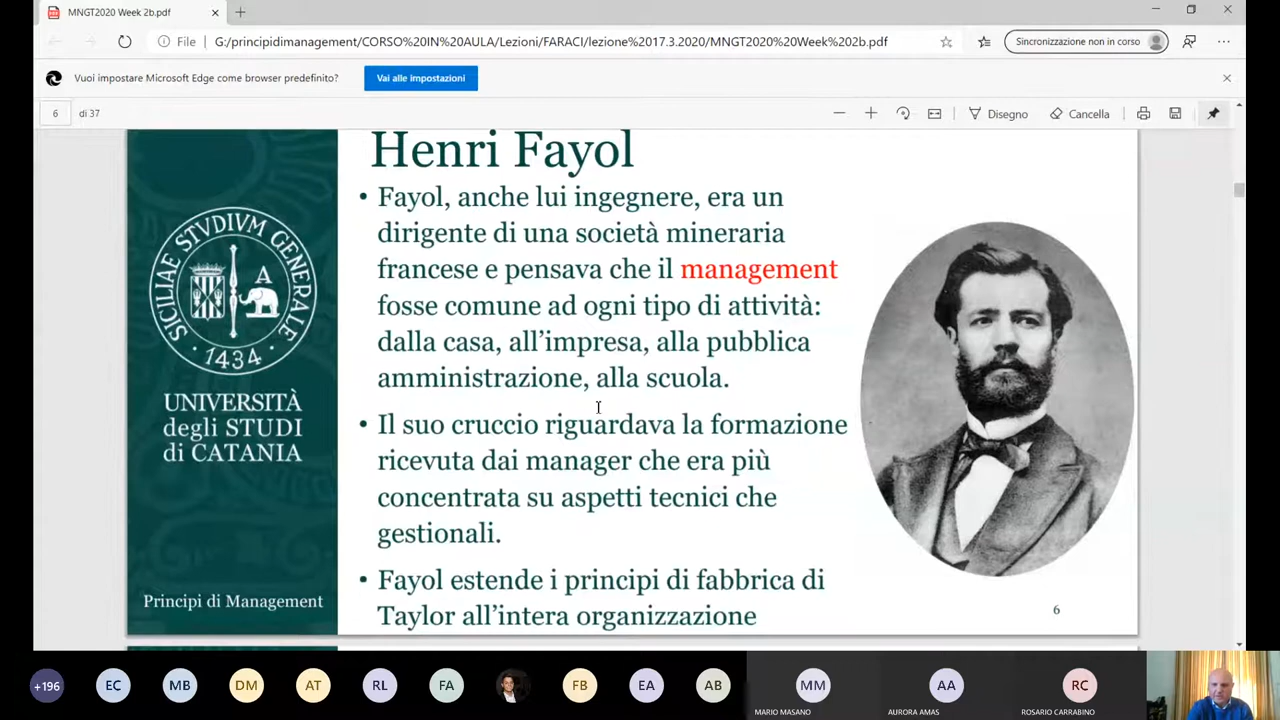 MNGT2020 Week 2b.pdf
File
G:/principidimanagement/CORSO%20IN%20AULA/Lezioni/FARACI/lezione%2017.3.2020/MNGT2020%20Week%202b.pdf
Sincronizzazione non in corso
Vuoi impostare Microsoft Edge come browser predefinito?
Vai alle impostazioni
6 di 37
Disegno
Cancella
SICILIAE STVDIVM GENERALE
A
· 1434 ·
UNIVERSITÀ
degli STUDI
di CATANIA
Principi di Management
Henri Fayol
• Fayol, anche lui ingegnere, era un
dirigente di una società mineraria
francese e pensava che il management
fosse comune ad ogni tipo di attività:
dalla casa, all’impresa, alla pubblica
amministrazione, alla scuola.
• Il suo cruccio riguardava la formazione
ricevuta dai manager che era più
concentrata su aspetti tecnici che
gestionali.
• Fayol estende i principi di fabbrica di
Taylor all’intera organizzazione
6
+196
EC
MB
DM
AT
RL
FA
FB
EA
AB
MM
AA
RC
MARIO MASANO
AURORA AMAS
ROSARIO CARRABINO